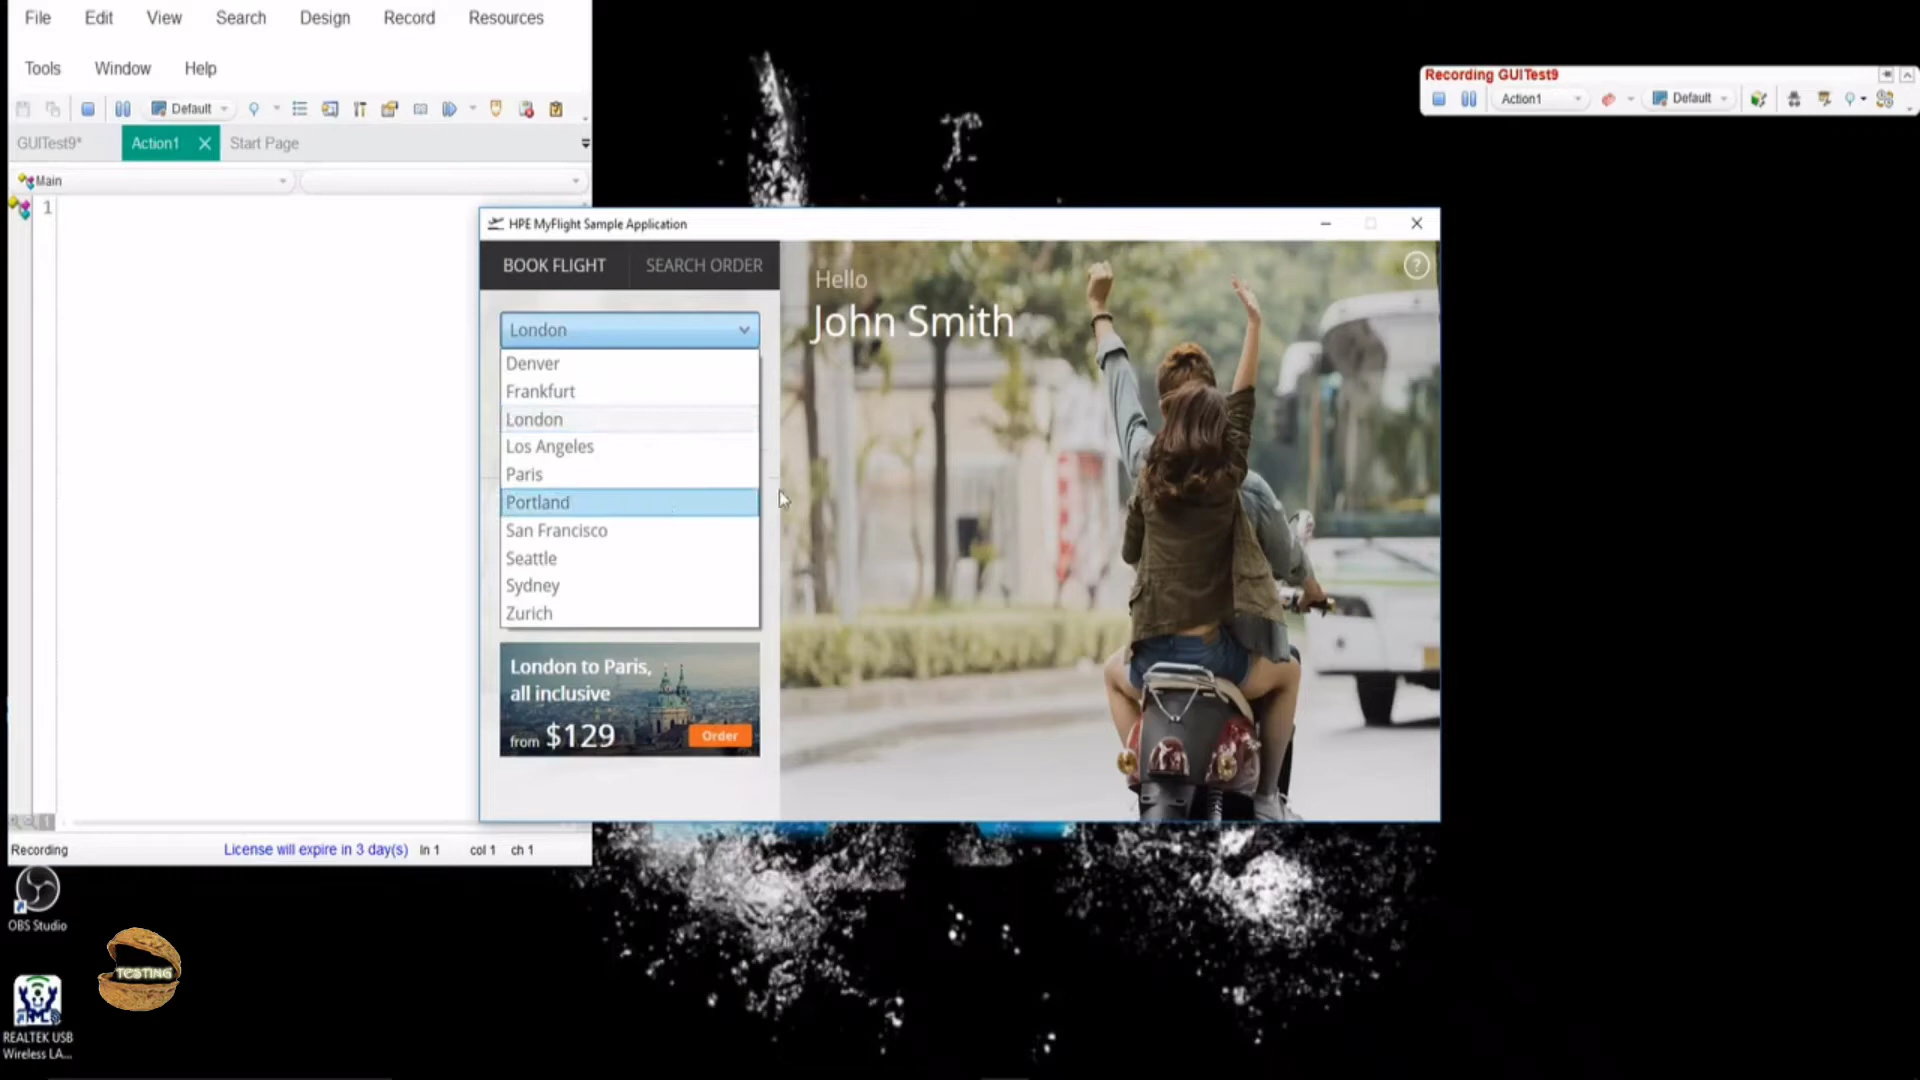 File Edit View Search Design Record Resources
Tools Window Help
Default
GUITest9* Action1 Start Page
Main
1
Recording License will expire in 3 day(s) ln 1 col 1 ch 1
Recording GUITest9
Action1 Default
HPE MyFlight Sample Application
BOOK FLIGHT SEARCH ORDER
London
Denver
Frankfurt
London
Los Angeles
Paris
Portland
San Francisco
Seattle
Sydney
Zurich
London to Paris,
all inclusive
from $129 Order
Hello
John Smith
?
OBS Studio
TESTING
REALTEK USB
Wireless LA...